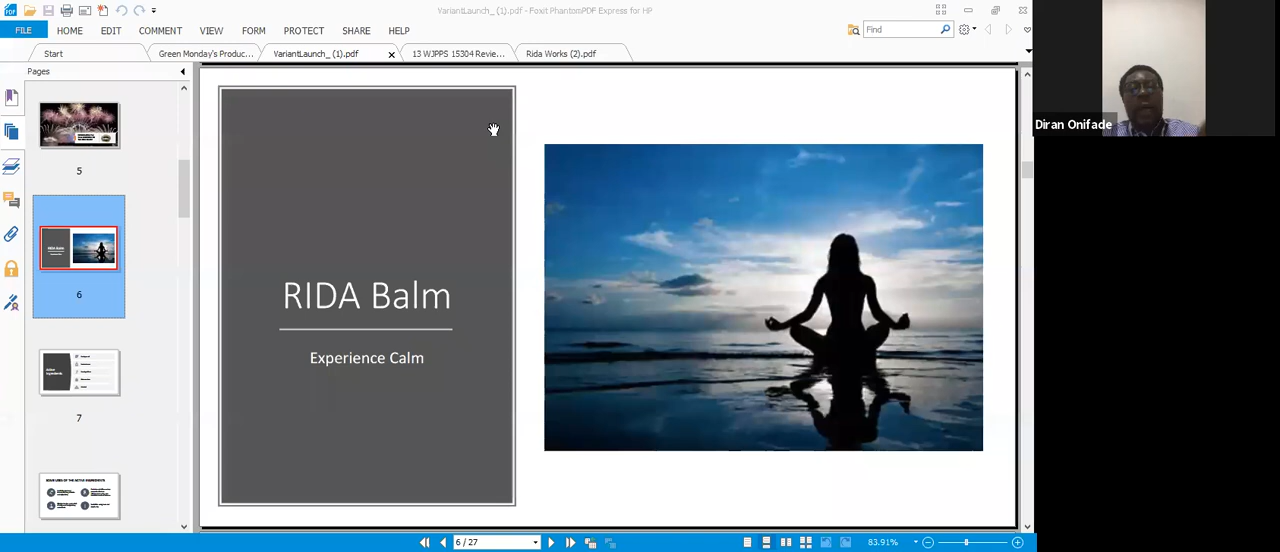 VariantLaunch_ (1).pdf - Foxit PhantomPDF Express for HP
FILE HOME EDIT COMMENT VIEW FORM PROTECT SHARE HELP
Find
Start
Green Monday's Produc...
VariantLaunch_ (1).pdf
13 WJPPS 15304 Revie...
Rida Works (2).pdf
Pages
5
6
7
RIDA Balm
Experience Calm
Diran Onifade
6 / 27
83.91%